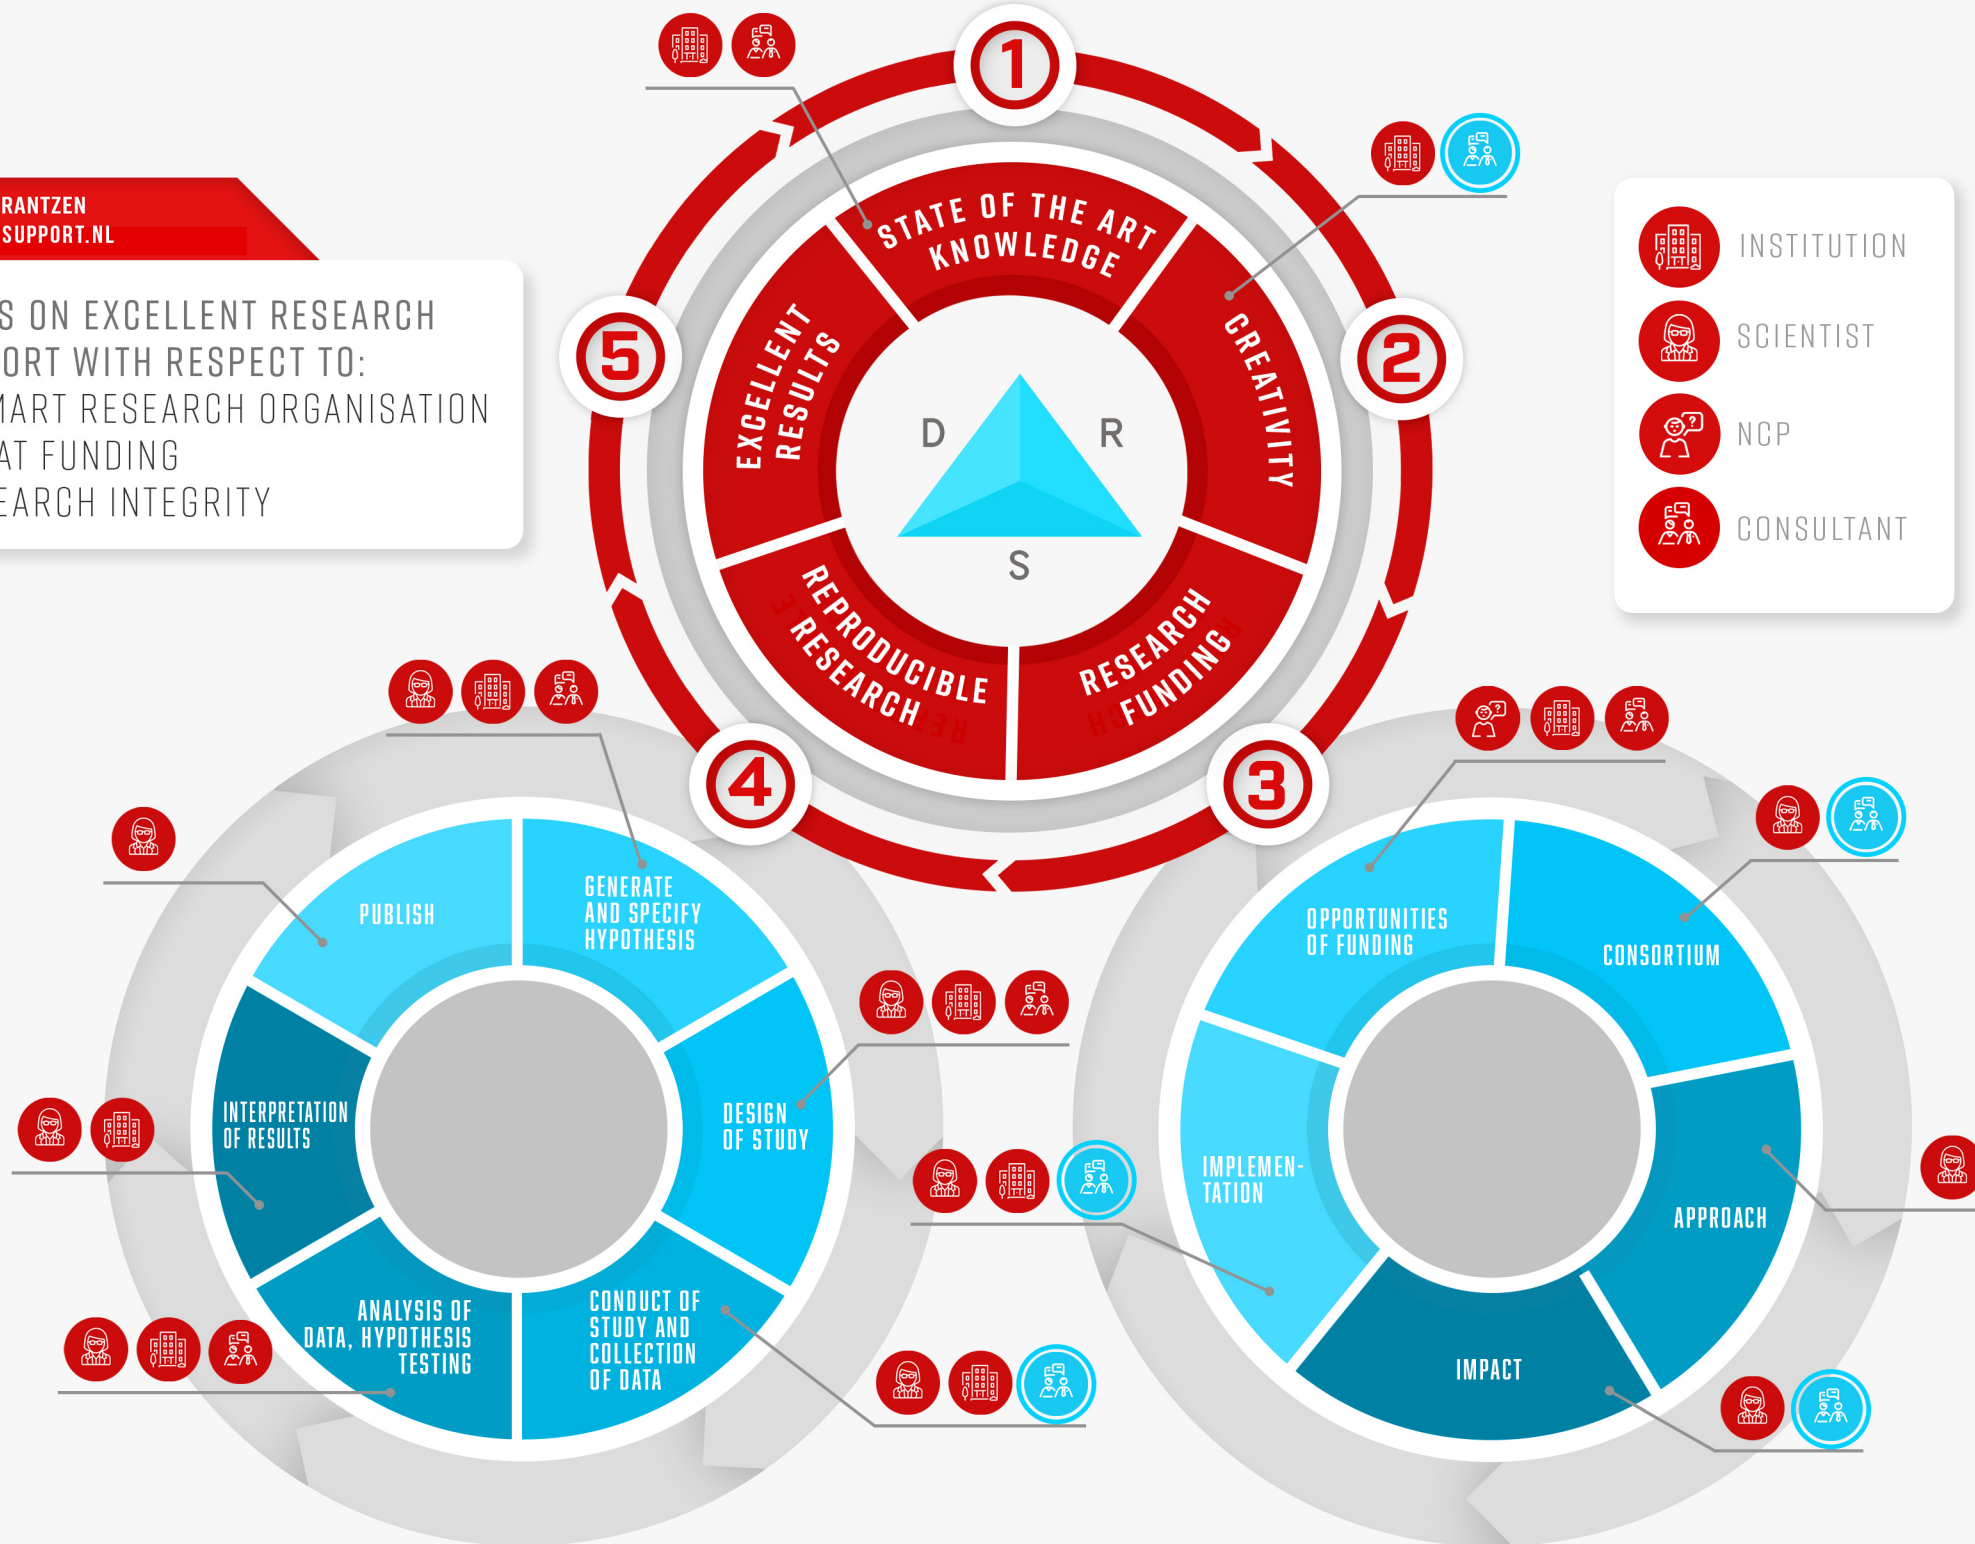 RANTZEN
SUPPORT.NL
S ON EXCELLENT RESEARCH
ORT WITH RESPECT TO:
MART RESEARCH ORGANISATION
AT FUNDING
EARCH INTEGRITY
1
2
3
4
5
STATE OF THE ART
KNOWLEDGE
CREATIVITY
RESEARCH
FUNDING
REPRODUCIBLE
RESEARCH
EXCELLENT
RESULTS
D
R
S
INSTITUTION
SCIENTIST
NCP
CONSULTANT
PUBLISH
GENERATE
AND SPECIFY
HYPOTHESIS
DESIGN
OF STUDY
CONDUCT OF
STUDY AND
COLLECTION
OF DATA
ANALYSIS OF
DATA, HYPOTHESIS
TESTING
INTERPRETATION
OF RESULTS
OPPORTUNITIES
OF FUNDING
CONSORTIUM
APPROACH
IMPACT
IMPLEMEN-
TATION